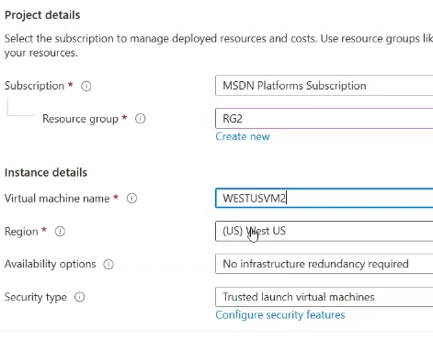 Project details
Select the subscription to manage deployed resources and costs. Use resource groups like
your resources.
Subscription *
MSDN Platforms Subscription
Resource group *
RG2
Create new
Instance details
Virtual machine name *
WESTUSVM2
Region *
(US) West US
Availability options
No infrastructure redundancy required
Security type
Trusted launch virtual machines
Configure security features